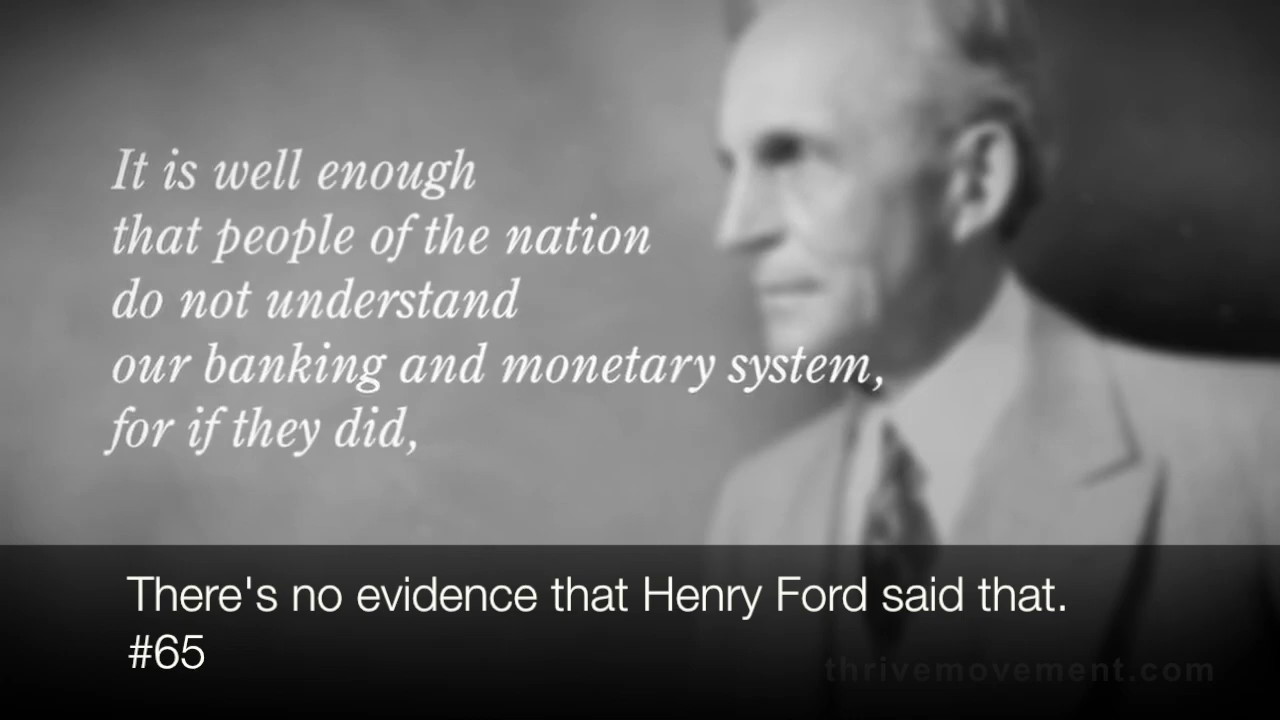 It is well enough
that people of the nation
do not understand
our banking and monetary system,
for if they did,
There's no evidence that Henry Ford said that.
#65
thrivemovement.com